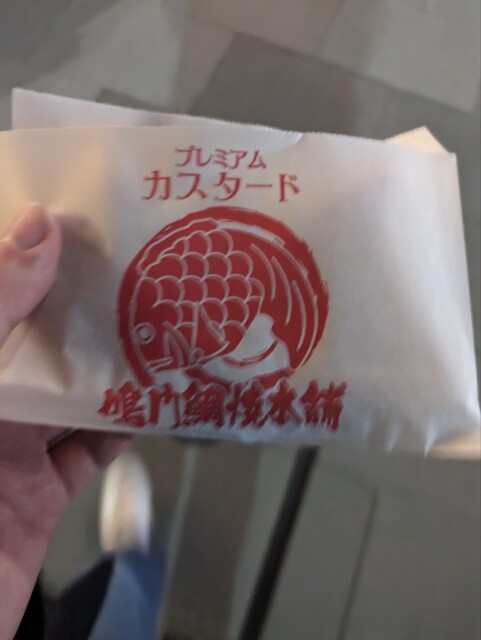 プレミアム
カスタード
鳴門鯛焼本舗